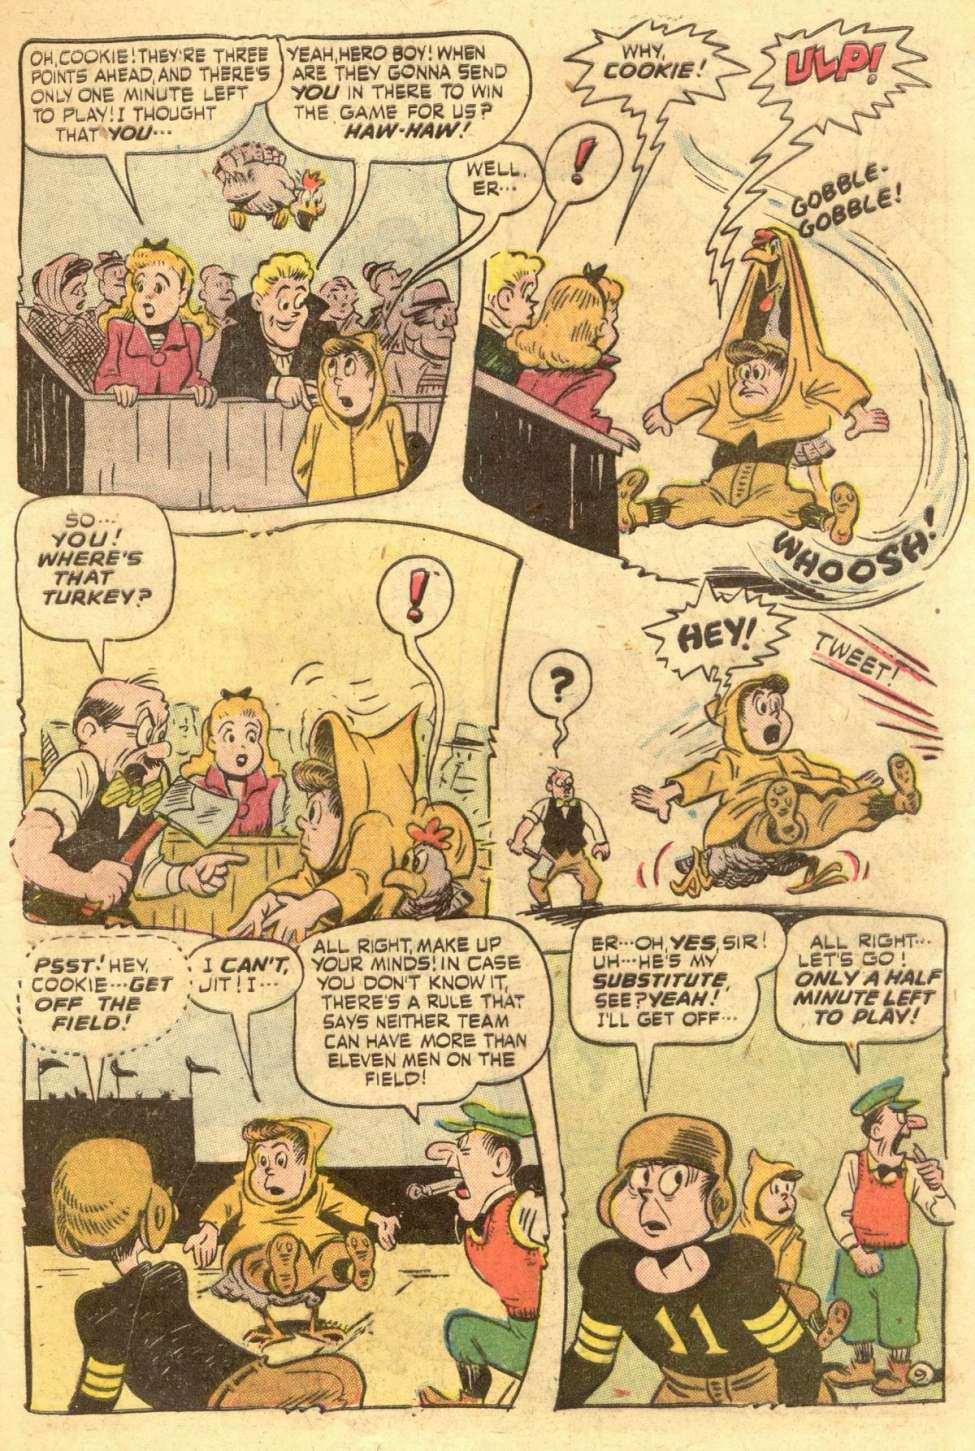 OH, COOKIE! THEY'RE THREE
POINTS AHEAD, AND THERE'S
ONLY ONE MINUTE LEFT
TO PLAY! I THOUGHT
THAT YOU...
YEAH, HERO BOY! WHEN
ARE THEY GONNA SEND
YOU IN THERE TO WIN
THE GAME FOR US?
HAW-HAW!
WELL,
ER...
!
WHY,
COOKIE!
ULP!
GOBBLE-
GOBBLE!
WHOOSH!
SO...
YOU!
WHERE'S
THAT
TURKEY?
!
?
HEY!
TWEET!
PSST! HEY,
COOKIE...GET
OFF THE
FIELD!
I CAN'T,
JIT! I...
ALL RIGHT, MAKE UP
YOUR MINDS! IN CASE
YOU DON'T KNOW IT,
THERE'S A RULE THAT
SAYS NEITHER TEAM
CAN HAVE MORE THAN
ELEVEN MEN ON THE
FIELD!
ER...OH, YES, SIR!
UH...HE'S MY
SUBSTITUTE,
SEE? YEAH!
I'LL GET OFF...
ALL RIGHT...
LET'S GO!
ONLY A HALF
MINUTE LEFT
TO PLAY!
11
9